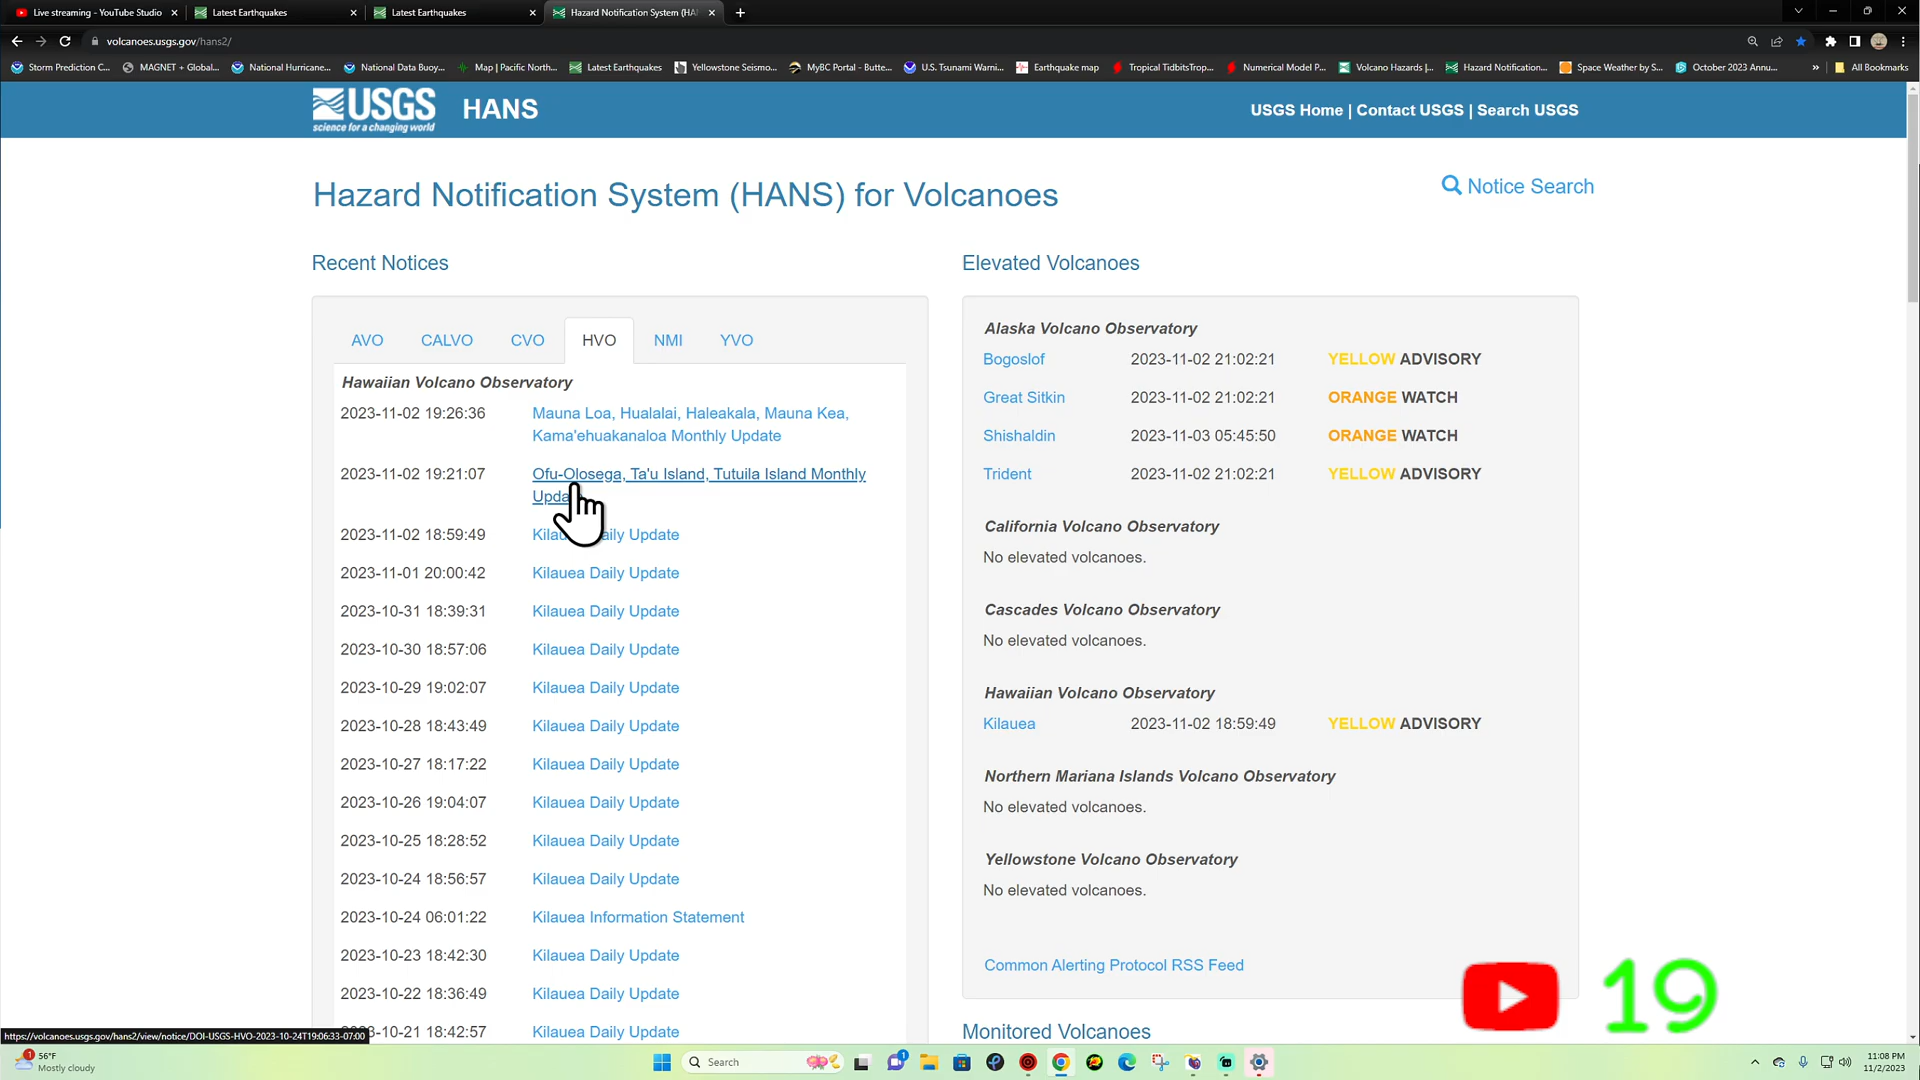 Live streaming - YouTube Studio
Latest Earthquakes
Latest Earthquakes
Hazard Notification System (HA
volcanoes.usgs.gov/hans2/
Storm Prediction C...
MAGNET + Global...
National Hurricane...
National Data Buoy...
Map | Pacific North...
Latest Earthquakes
Yellowstone Seismo...
MyBC Portal - Butte...
U.S. Tsunami Warni...
Earthquake map
Tropical TidbitsTrop...
Numerical Model P...
Volcano Hazards |...
Hazard Notification...
Space Weather by S...
October 2023 Annu...
All Bookmarks
USGS
science for a changing world
HANS
USGS Home | Contact USGS | Search USGS
Hazard Notification System (HANS) for Volcanoes
Notice Search
Recent Notices
AVO CALVO CVO HVO NMI YVO
Hawaiian Volcano Observatory
2023-11-02 19:26:36 Mauna Loa, Hualalai, Haleakala, Mauna Kea,
Kama'ehuakanaloa Monthly Update
2023-11-02 19:21:07 Ofu-Olosega, Ta'u Island, Tutuila Island Monthly
2023-11-02 18:59:49 Update
2023-11-01 20:00:42 Kilauea Daily Update
2023-10-31 18:39:31 Kilauea Daily Update
2023-10-30 18:57:06 Kilauea Daily Update
2023-10-29 19:02:07 Kilauea Daily Update
2023-10-28 18:43:49 Kilauea Daily Update
2023-10-27 18:17:22 Kilauea Daily Update
2023-10-26 19:04:07 Kilauea Daily Update
2023-10-25 18:28:52 Kilauea Daily Update
2023-10-24 18:56:57 Kilauea Daily Update
2023-10-24 06:01:22 Kilauea Information Statement
2023-10-23 18:42:30 Kilauea Daily Update
2023-10-22 18:36:49 Kilauea Daily Update
3-10-21 18:42:57 Kilauea Daily Update
Elevated Volcanoes
Alaska Volcano Observatory
Bogoslof 2023-11-02 21:02:21 YELLOW ADVISORY
Great Sitkin 2023-11-02 21:02:21 ORANGE WATCH
Shishaldin 2023-11-03 05:45:50 ORANGE WATCH
Trident 2023-11-02 21:02:21 YELLOW ADVISORY
California Volcano Observatory
No elevated volcanoes.
Cascades Volcano Observatory
No elevated volcanoes.
Hawaiian Volcano Observatory
Kilauea 2023-11-02 18:59:49 YELLOW ADVISORY
Northern Mariana Islands Volcano Observatory
No elevated volcanoes.
Yellowstone Volcano Observatory
No elevated volcanoes.
Common Alerting Protocol RSS Feed
Monitored Volcanoes
19
https://volcanoes.usgs.gov/hans2/view/notice/DOI-USGS-HVO-2023-10-24T19:06:33-07:00
1
56°F
Mostly cloudy
Search
1
11:08 PM
11/2/2023